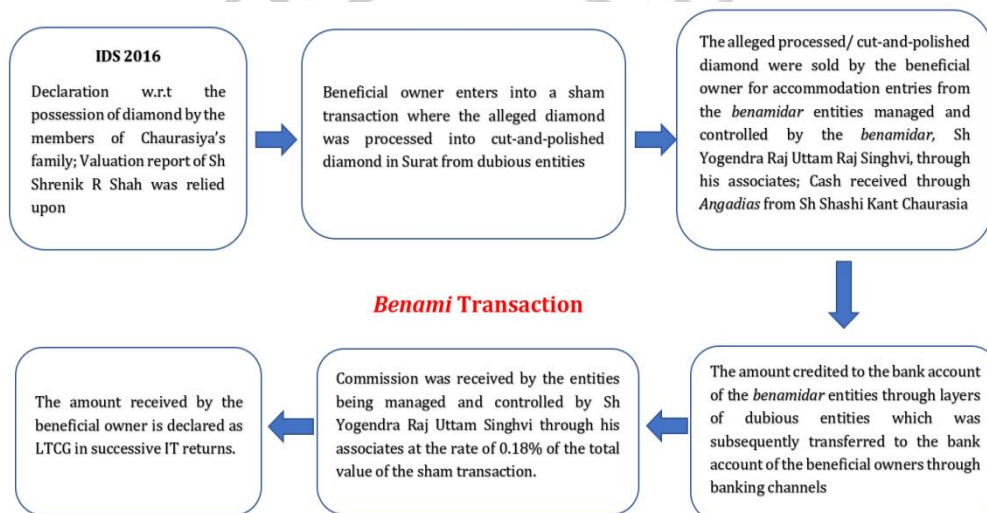 IDS 2016
Declaration w.r.t the
possession of diamond by the
members of Chaurasiya's
family; Valuation report of Sh
Shrenik R Shah was relied
upon
Beneficial owner enters into a sham
transaction where the alleged diamond
was processed into cut-and-polished
diamond in Surat from dubious entities
The alleged processed/ cut-and-polished
diamond were sold by the beneficial
owner for accommodation entries from
the benamidar entities managed and
controlled by the benamidar, Sh
Yogendra Raj Uttam Raj Singhvi, through
his associates; Cash received through
Angadias from Sh Shashi Kant Chaurasia
Benami Transaction
The amount credited to the bank account
of the benamidar entities through layers
of dubious entities which was
subsequently transferred to the bank
account of the beneficial owners through
banking channels
Commission was received by the entities
being managed and controlled by Sh
Yogendra Raj Uttam Singhvi through his
associates at the rate of 0.18% of the total
value of the sham transaction.
The amount received by the
beneficial owner is declared as
LTCG in successive IT returns.